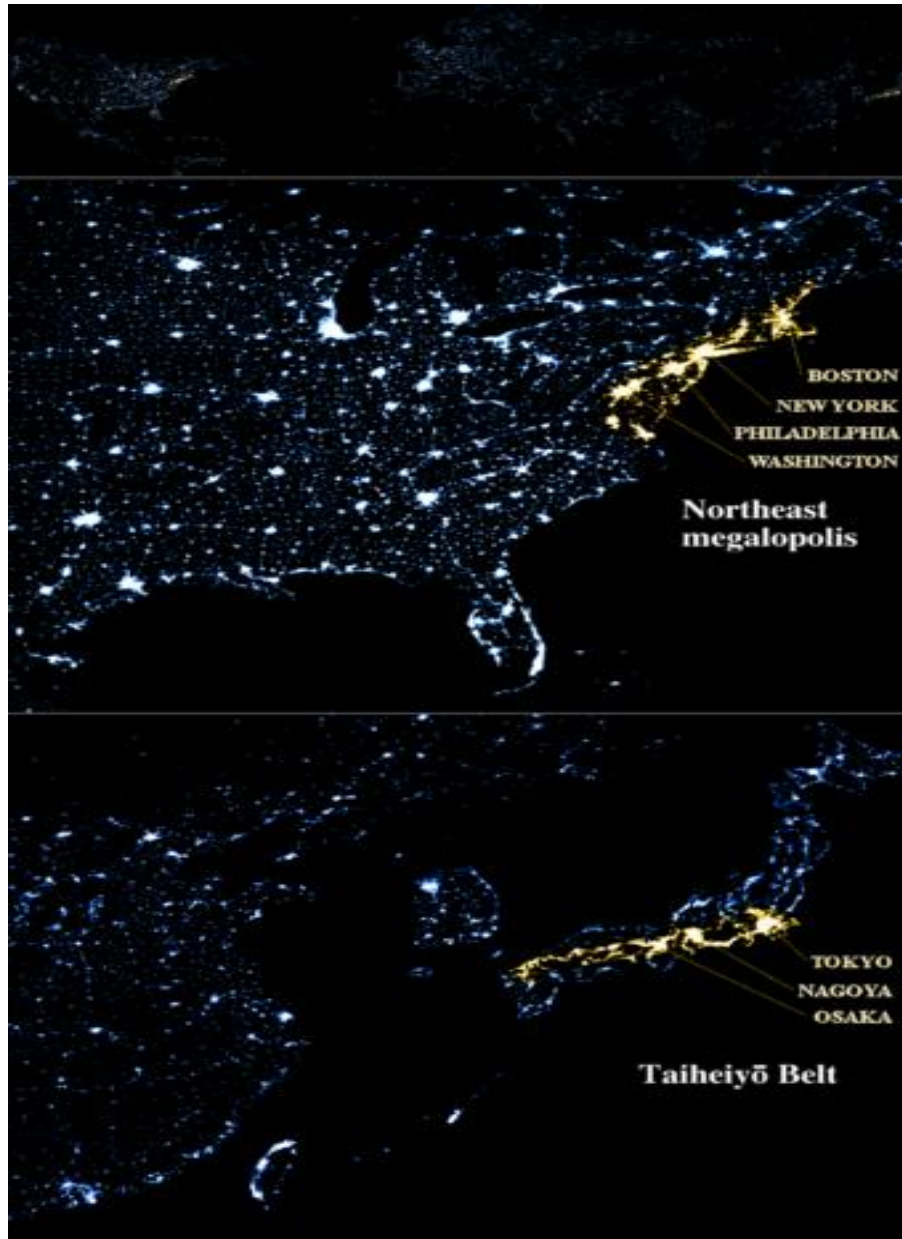 BOSTON
NEW YORK
PHILADELPHIA
WASHINGTON
Northeast
megalopolis
TOKYO
NAGOYA
OSAKA
Taiheiyō Belt